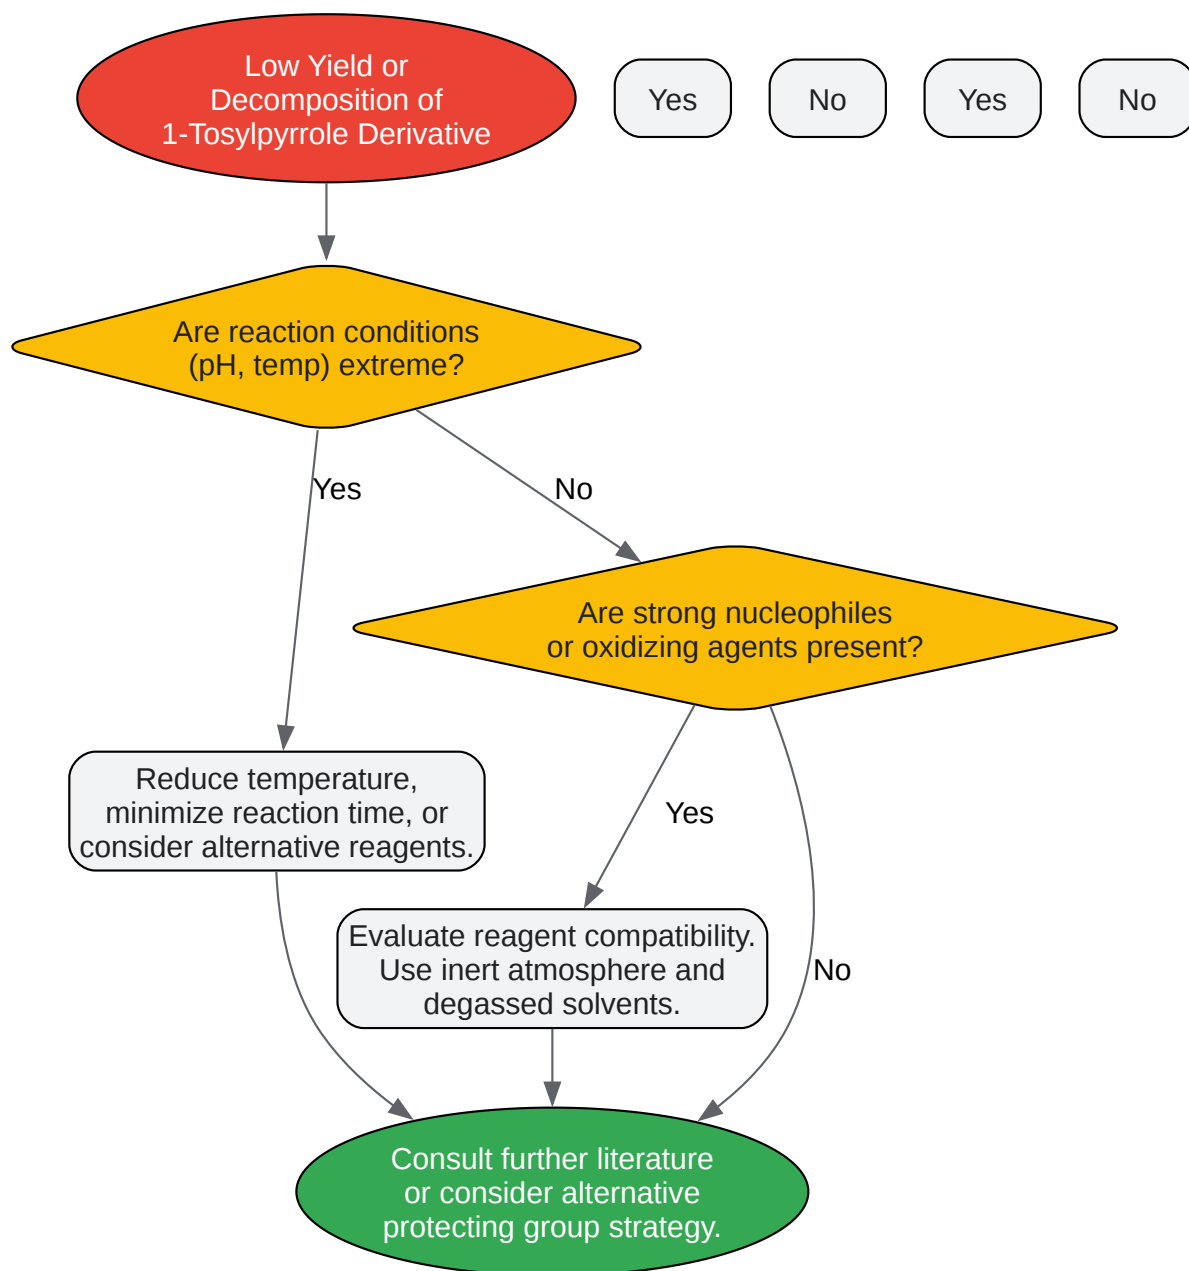 Low Yield or
Decomposition of
1-Tosylpyrrole Derivative
Yes
No
Yes
No
Are reaction conditions
(pH, temp) extreme?
Yes
No
Are strong nucleophiles
or oxidizing agents present?
Reduce temperature,
minimize reaction time, or
consider alternative reagents.
Yes
Evaluate reagent compatibility.
Use inert atmosphere and
degassed solvents.
No
Consult further literature
or consider alternative
protecting group strategy.